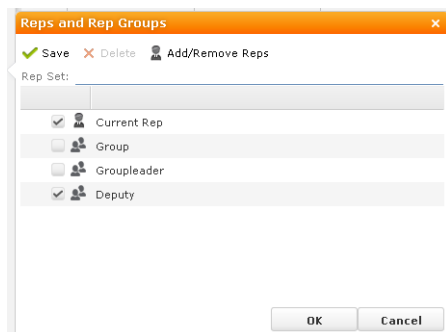 Reps and Rep Groups
Save Delete Add/Remove Reps
Rep Set:
Current Rep
Group
Groupleader
Deputy
OK Cancel